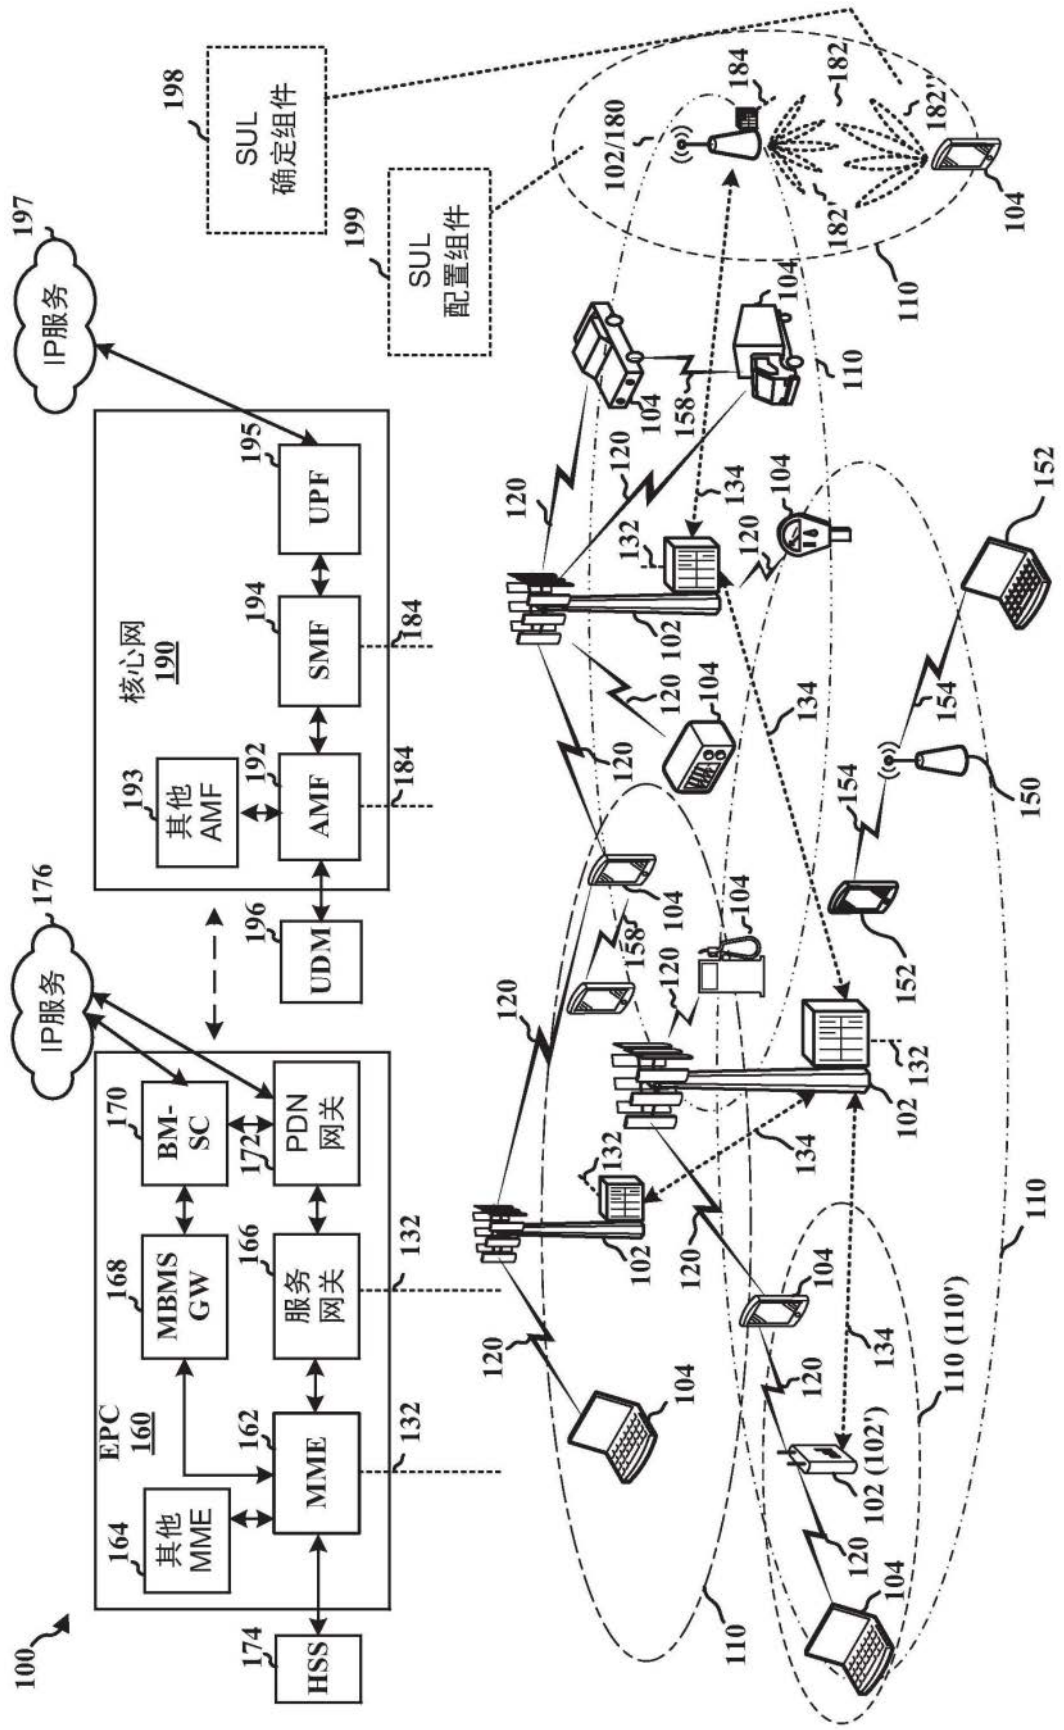 100
EPC
160
164
其他
MME
162
MME
174
HSS
132
168
MBMS
GW
166
服务
网关
132
170
BM-
SC
172
PDN
网关
176
IP服务
核心网
190
193
其他
AMF
192
AMF
184
196
UDM
194
SMF
184
195
UPF
197
IP服务
198
SUL
确定组件
199
SUL
配置组件
102/180
184
182
182'
182''
104
110
120
104
158
104
110
120
132
134
102
120
104
120
104
120
134
120
104
158
120
104
132
102
134
132
102
120
104
110
120
104
120
102 (102')
134
110 (110')
120
104
110
152
154
150
154
152